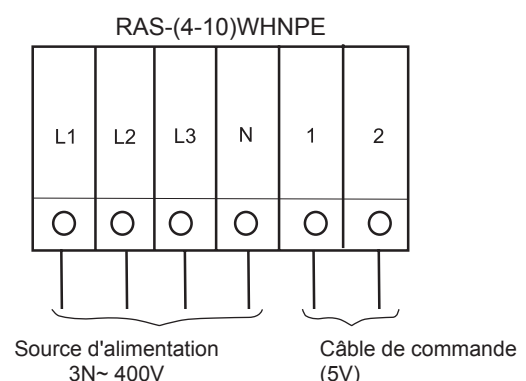 RAS-(4-10)WHNPE
L1 L2 L3 N 1 2
Source d'alimentation
3N~ 400V
Câble de commande
(5V)